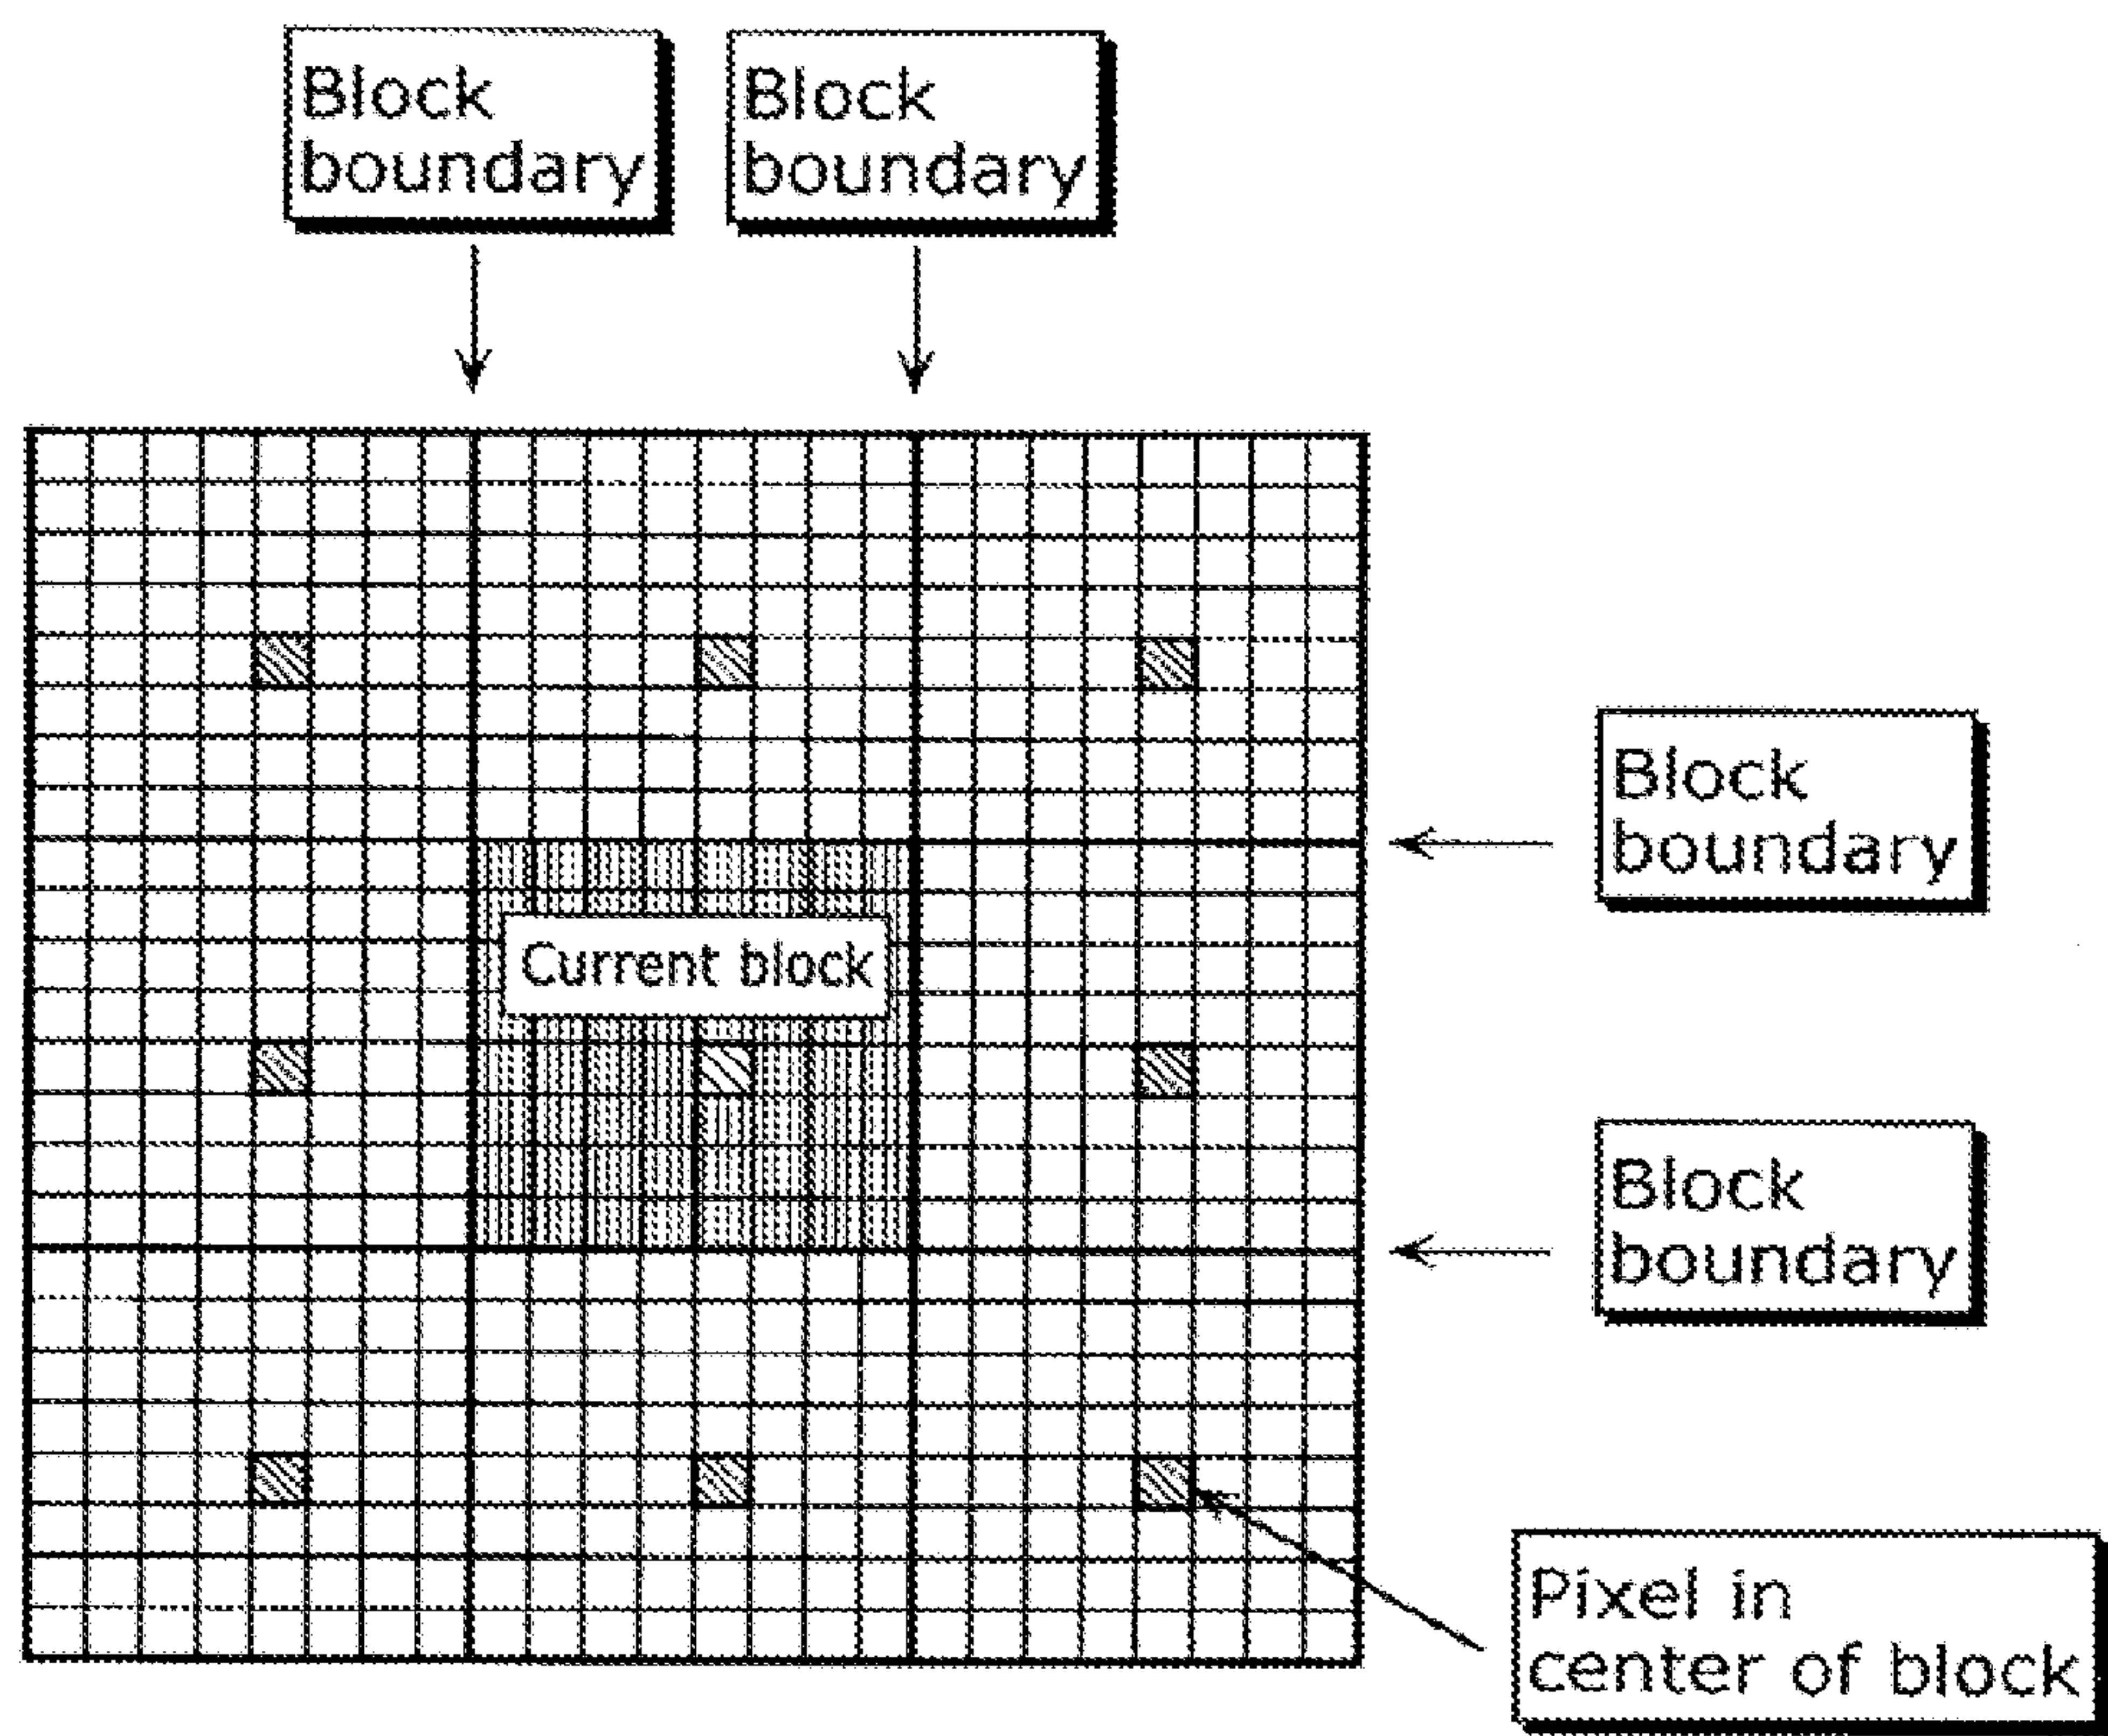 Block
boundary
Block
boundary
Block
boundary
Current block
Block
boundary
Pixel in
center of block